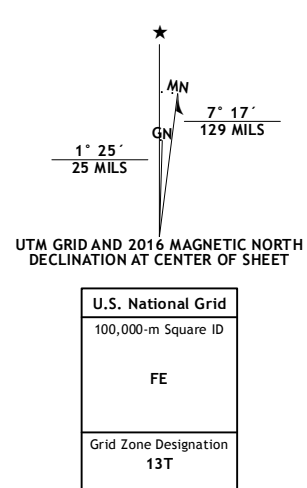 ★
MN
7° 17´
129 MILS
GN
1° 25´
25 MILS
UTM GRID AND 2016 MAGNETIC NORTH
DECLINATION AT CENTER OF SHEET
U.S. National Grid
100,000-m Square ID
FE
Grid Zone Designation
13T